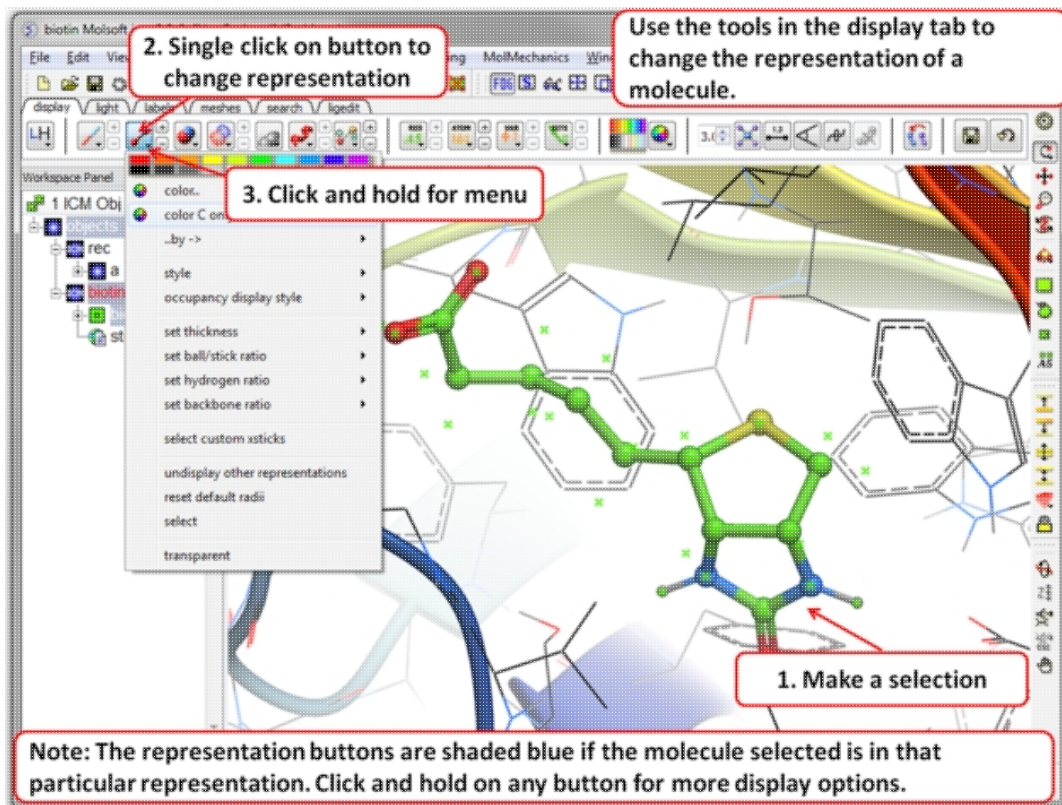 biotin Molsoft
2. Single click on button to
change representation
Use the tools in the display tab to
change the representation of a
molecule.
File Edit
MolMechanics
display light labels meshes search ligedit
3. Click and hold for menu
Workspace Panel
1 ICM Obj
objects
rec
a
biotin
color..
color C on
..by ->
style
occupancy display style
set thickness
set ball/stick ratio
set hydrogen ratio
set backbone ratio
select custom xsticks
undisplay other representations
reset default radii
select
transparent
1. Make a selection
Note: The representation buttons are shaded blue if the molecule selected is in that
particular representation. Click and hold on any button for more display options.